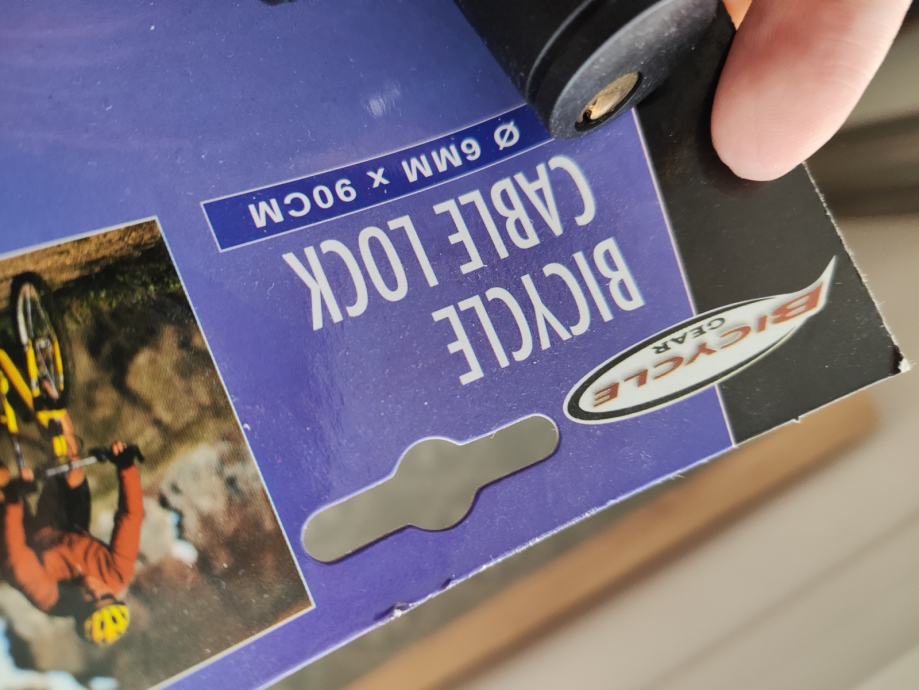 BICYCLE
GEAR
BICYCLE
CABLE LOCK
Ø 6MM x 90CM